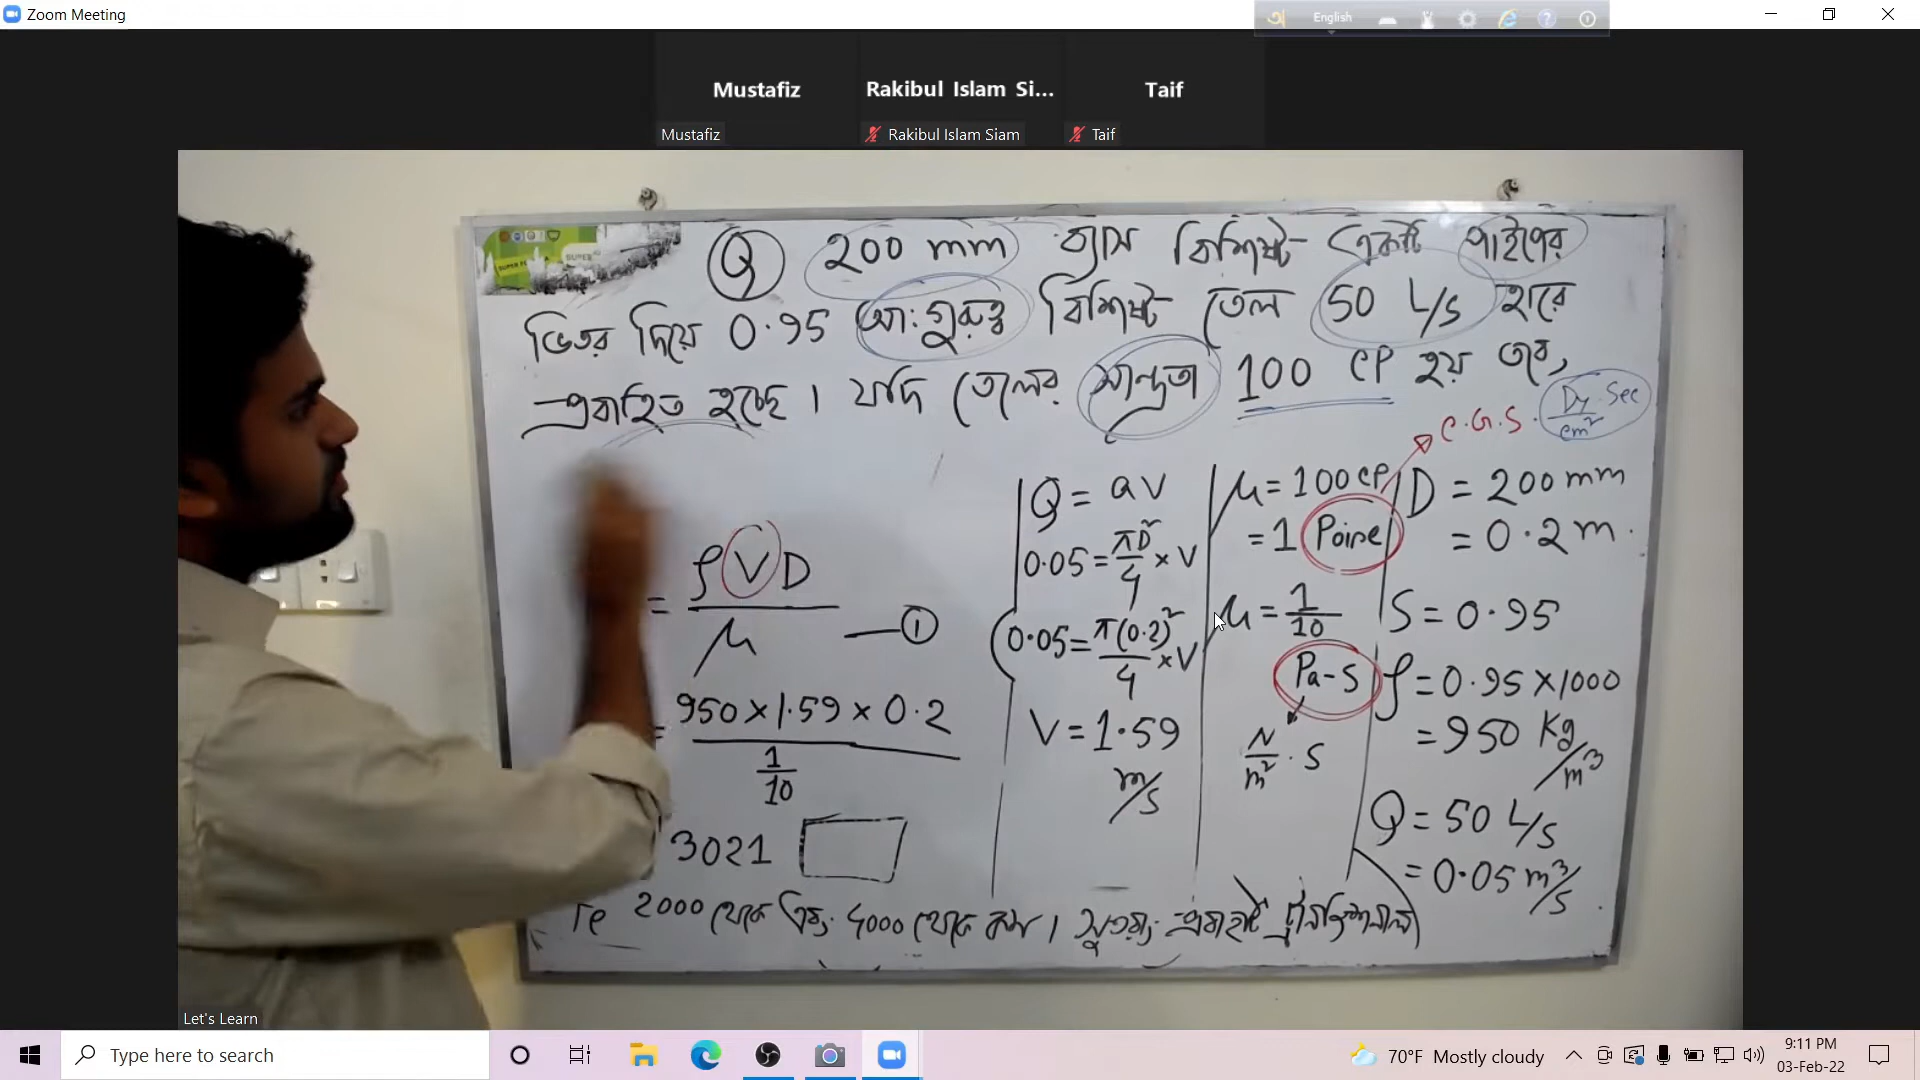 Zoom Meeting
English
Mustafiz
Rakibul Islam Si...
Taif
Mustafiz
Rakibul Islam Siam
Taif
Q 200 mm ব্যাস বিশিষ্ট একটি পাইপের
ভিতর দিয়ে 0.95 আ: গুরুত্ব বিশিষ্ট তেল 50 L/s হারে
প্রবাহিত হচ্ছে। যদি তেলের সান্দ্রতা 100 CP হয় তবে,
C.G.S. Dy/cm² . Sec
= ρVD/μ —①
= 950×1.59×0.2 / 1/10
3021
Q = av
0.05 = πD²/4 × V
0.05 = π(0.2)²/4 × V
V = 1.59
m/s
μ = 100 CP
= 1 Poise
μ = 1/10
Pa-S
N/m² . S
D = 200 mm
= 0.2 m.
S = 0.95
ρ = 0.95×1000
= 950 Kg/m³
Q = 50 L/s
= 0.05 m³/s
2000 থেকে 4000 থেকে কম। সুতরাং প্রবাহটি
Let's Learn
Type here to search
70°F Mostly cloudy
9:11 PM
03-Feb-22